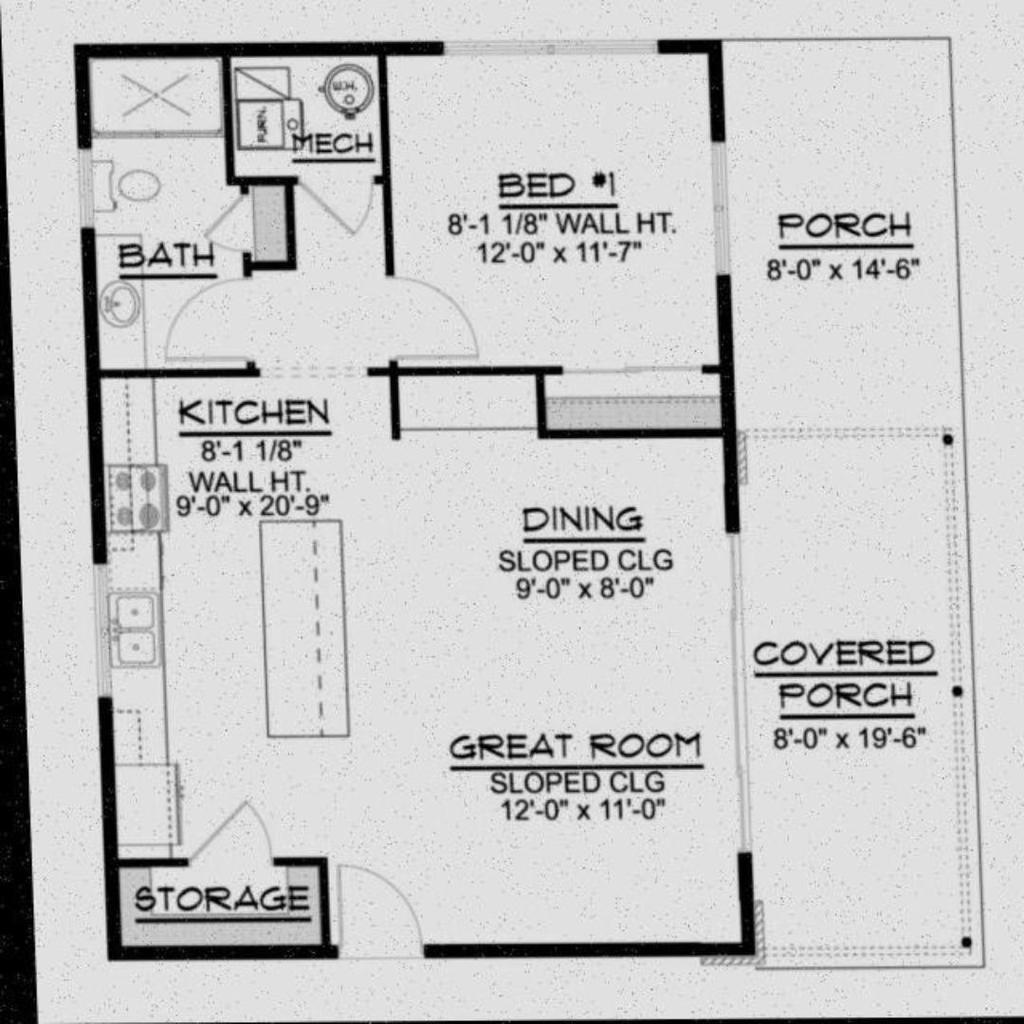 W.H.
FURN.
MECH
BED #1
8'-1 1/8" WALL HT.
12'-0" x 11'-7"
PORCH
8'-0" x 14'-6"
BATH
KITCHEN
8'-1 1/8"
WALL HT.
9'-0" x 20'-9"
DINING
SLOPED CLG
9'-0" x 8'-0"
COVERED
PORCH
8'-0" x 19'-6"
GREAT ROOM
SLOPED CLG
12'-0" x 11'-0"
STORAGE